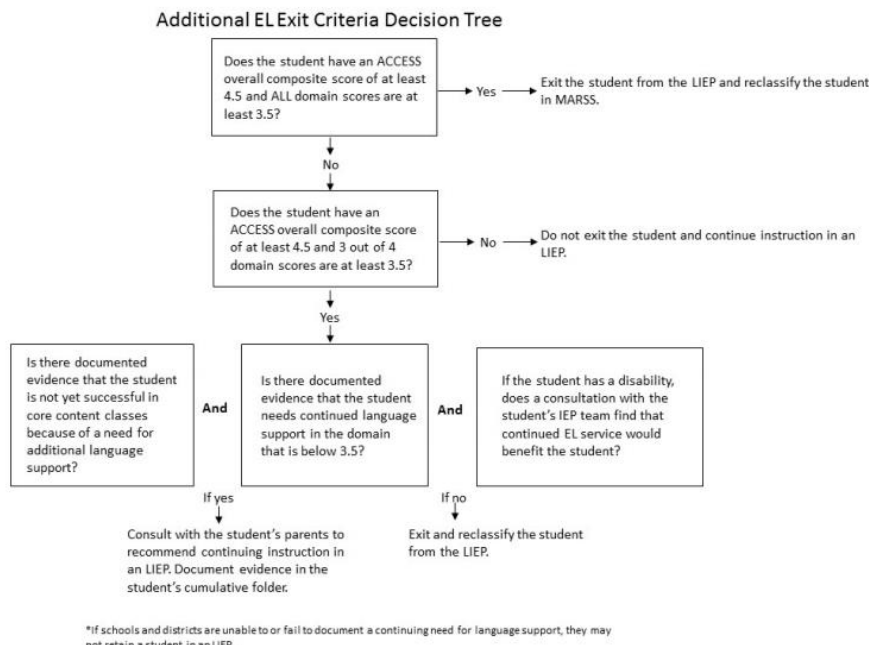 Additional EL Exit Criteria Decision Tree
Does the student have an ACCESS
overall composite score of at least
4.5 and ALL domain scores are at
least 3.5?
Yes
Exit the student from the LIEP and reclassify the student
in MARSS.
No
Does the student have an
ACCESS overall composite score
of at least 4.5 and 3 out of 4
domain scores are at least 3.5?
No
Do not exit the student and continue instruction in an
LIEP.
Yes
Is there documented
evidence that the student
is not yet successful in
core content classes
because of a need for
additional language
support?
And
Is there documented
evidence that the student
needs continued language
support in the domain
that is below 3.5?
And
If the student has a disability,
does a consultation with the
student's IEP team find that
continued EL service would
benefit the student?
If yes
Consult with the student's parents to
recommend continuing instruction in
an LIEP. Document evidence in the
student's cumulative folder.
If no
Exit and reclassify the student
from the LIEP.
*If schools and districts are unable to or fail to document a continuing need for language support, they may
not retain a student in an LIEP